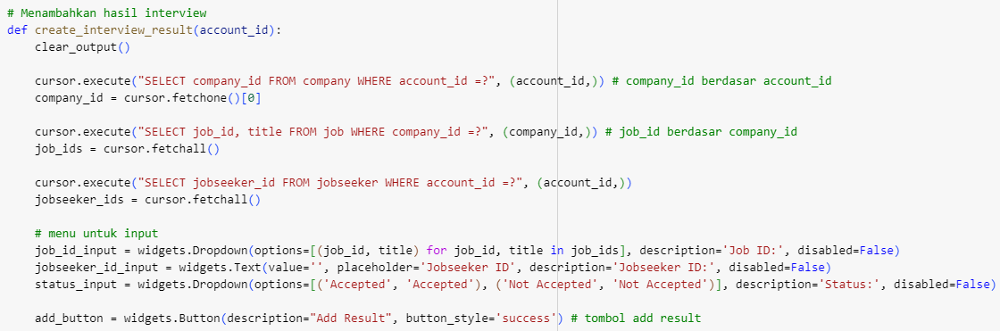 # Menambahkan hasil interview
def create_interview_result(account_id):
    clear_output()

    cursor.execute("SELECT company_id FROM company WHERE account_id =?", (account_id,)) # company_id berdasar account_id
    company_id = cursor.fetchone()[0]

    cursor.execute("SELECT job_id, title FROM job WHERE company_id =?", (company_id,)) # job_id berdasar company_id
    job_ids = cursor.fetchall()

    cursor.execute("SELECT jobseeker_id FROM jobseeker WHERE account_id =?", (account_id,))
    jobseeker_ids = cursor.fetchall()

    # menu untuk input
    job_id_input = widgets.Dropdown(options=[(job_id, title) for job_id, title in job_ids], description='Job ID:', disabled=False)
    jobseeker_id_input = widgets.Text(value='', placeholder='Jobseeker ID', description='Jobseeker ID:', disabled=False)
    status_input = widgets.Dropdown(options=[('Accepted', 'Accepted'), ('Not Accepted', 'Not Accepted')], description='Status:', disabled=False)

    add_button = widgets.Button(description="Add Result", button_style='success') # tombol add result